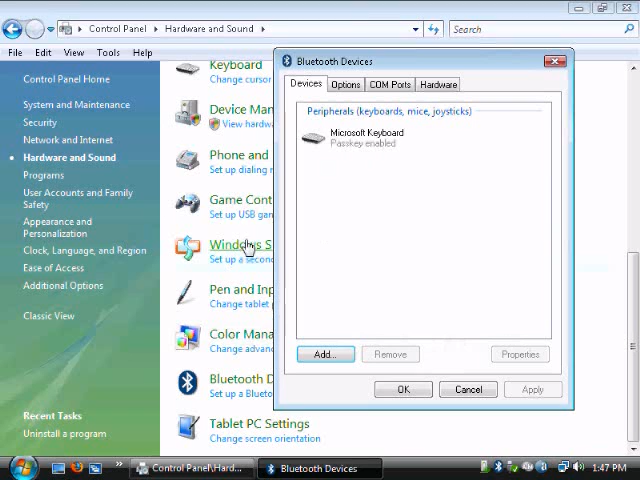 Control Panel ▸ Hardware and Sound ▸
Search
File Edit View Tools Help
Control Panel Home
System and Maintenance
Security
Network and Internet
Hardware and Sound
Programs
User Accounts and Family
Safety
Appearance and
Personalization
Clock, Language, and Region
Ease of Access
Additional Options
Classic View
Recent Tasks
Uninstall a program
Keyboard
Change cursor
Device Man
View hardwa
Phone and
Set up dialing
Game Cont
Set up USB gan
Windows S
Set up a secon
Pen and Inp
Change tablet
Color Mana
Change advan
Bluetooth D
Set up a Blueto
Tablet PC Settings
Change screen orientation
Bluetooth Devices
Devices Options COM Ports Hardware
Peripherals (keyboards, mice, joysticks)
Microsoft Keyboard
Passkey enabled
Add... Remove Properties
OK Cancel Apply
Control Panel\Hard...
Bluetooth Devices
1:47 PM